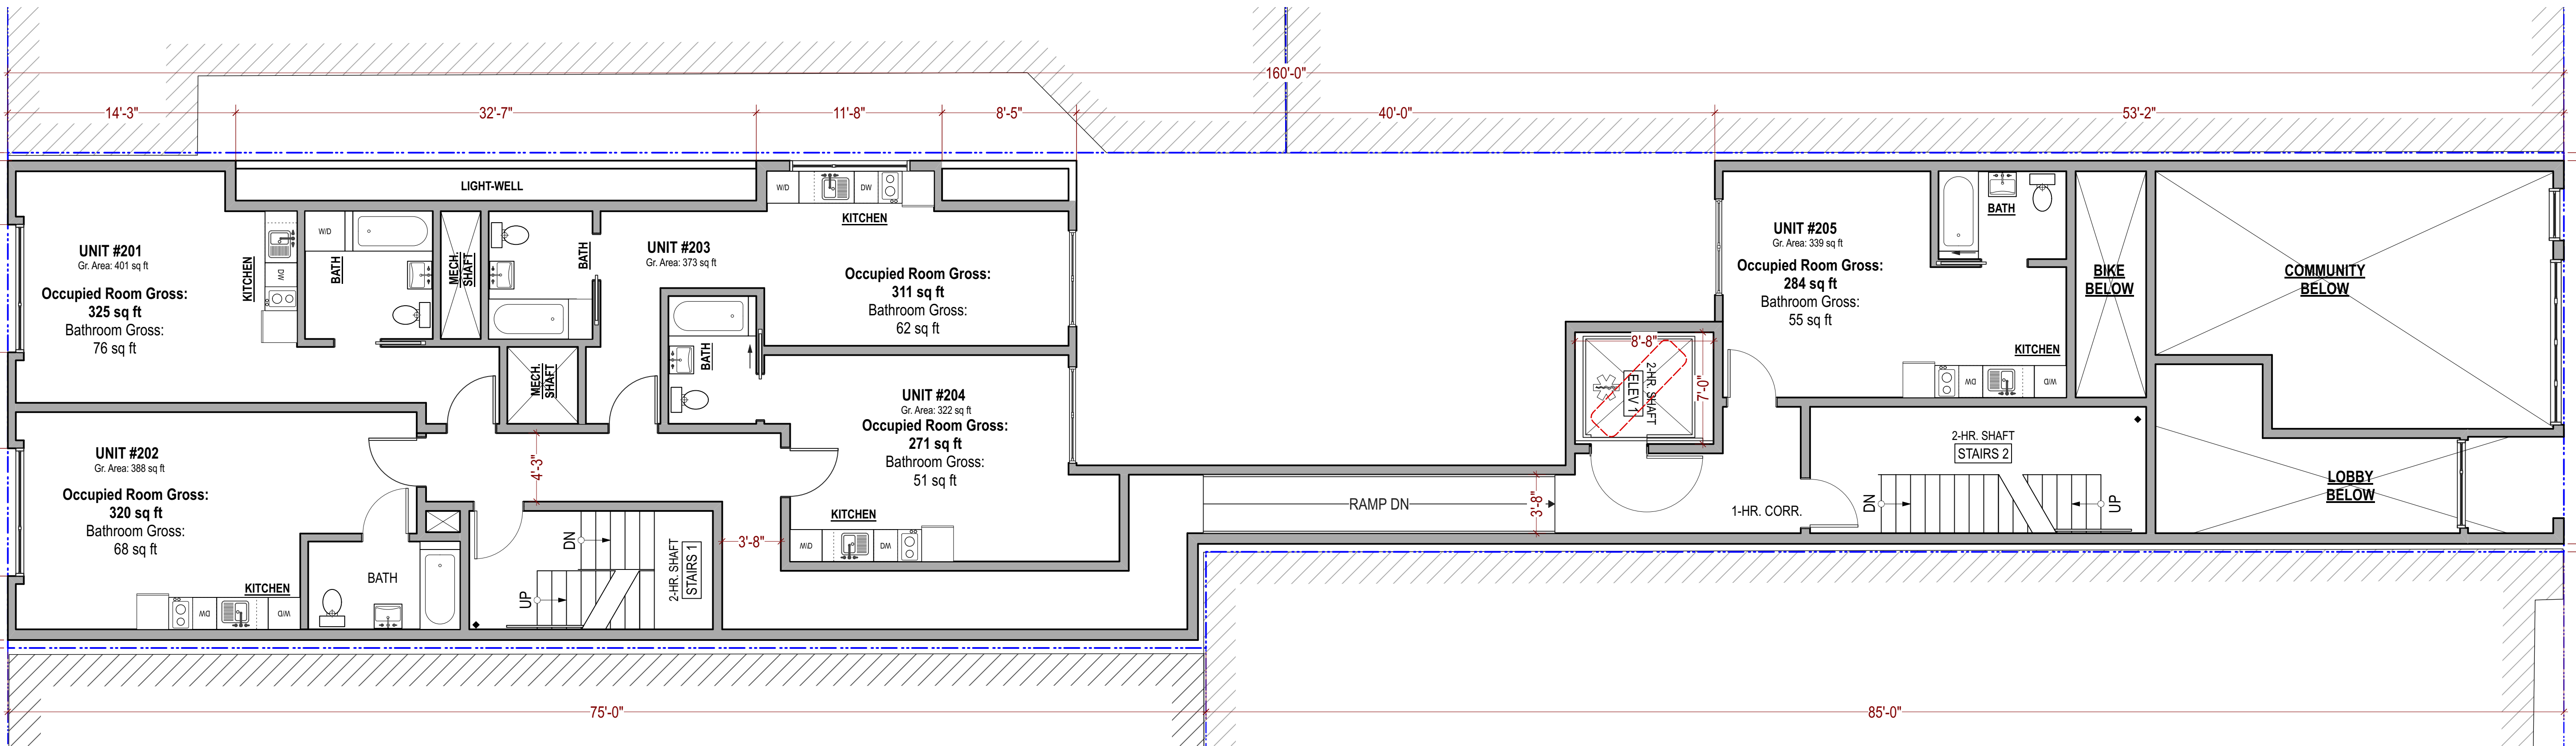 160'-0"
14'-3"
32'-7"
11'-8"
8'-5"
40'-0"
53'-2"
LIGHT-WELL
UNIT #201
Gr. Area: 401 sq ft
Occupied Room Gross:
325 sq ft
Bathroom Gross:
76 sq ft
KITCHEN
DW
W/D
BATH
MECH.
SHAFT
BATH
UNIT #203
Gr. Area: 373 sq ft
W/D
DW
KITCHEN
Occupied Room Gross:
311 sq ft
Bathroom Gross:
62 sq ft
MECH.
SHAFT
BATH
UNIT #204
Gr. Area: 322 sq ft
Occupied Room Gross:
271 sq ft
Bathroom Gross:
51 sq ft
KITCHEN
W/D
DW
UNIT #202
Gr. Area: 388 sq ft
Occupied Room Gross:
320 sq ft
Bathroom Gross:
68 sq ft
KITCHEN
DW
W/D
BATH
4'-3"
DN
UP
2-HR. SHAFT
STAIRS 1
3'-8"
RAMP DN
3'-8"
8'-8"
7'-0"
2-HR. SHAFT
ELEV 1
UNIT #205
Gr. Area: 339 sq ft
Occupied Room Gross:
284 sq ft
Bathroom Gross:
55 sq ft
BATH
KITCHEN
DW
W/D
1-HR. CORR.
2-HR. SHAFT
STAIRS 2
DN
UP
BIKE
BELOW
COMMUNITY
BELOW
LOBBY
BELOW
75'-0"
85'-0"